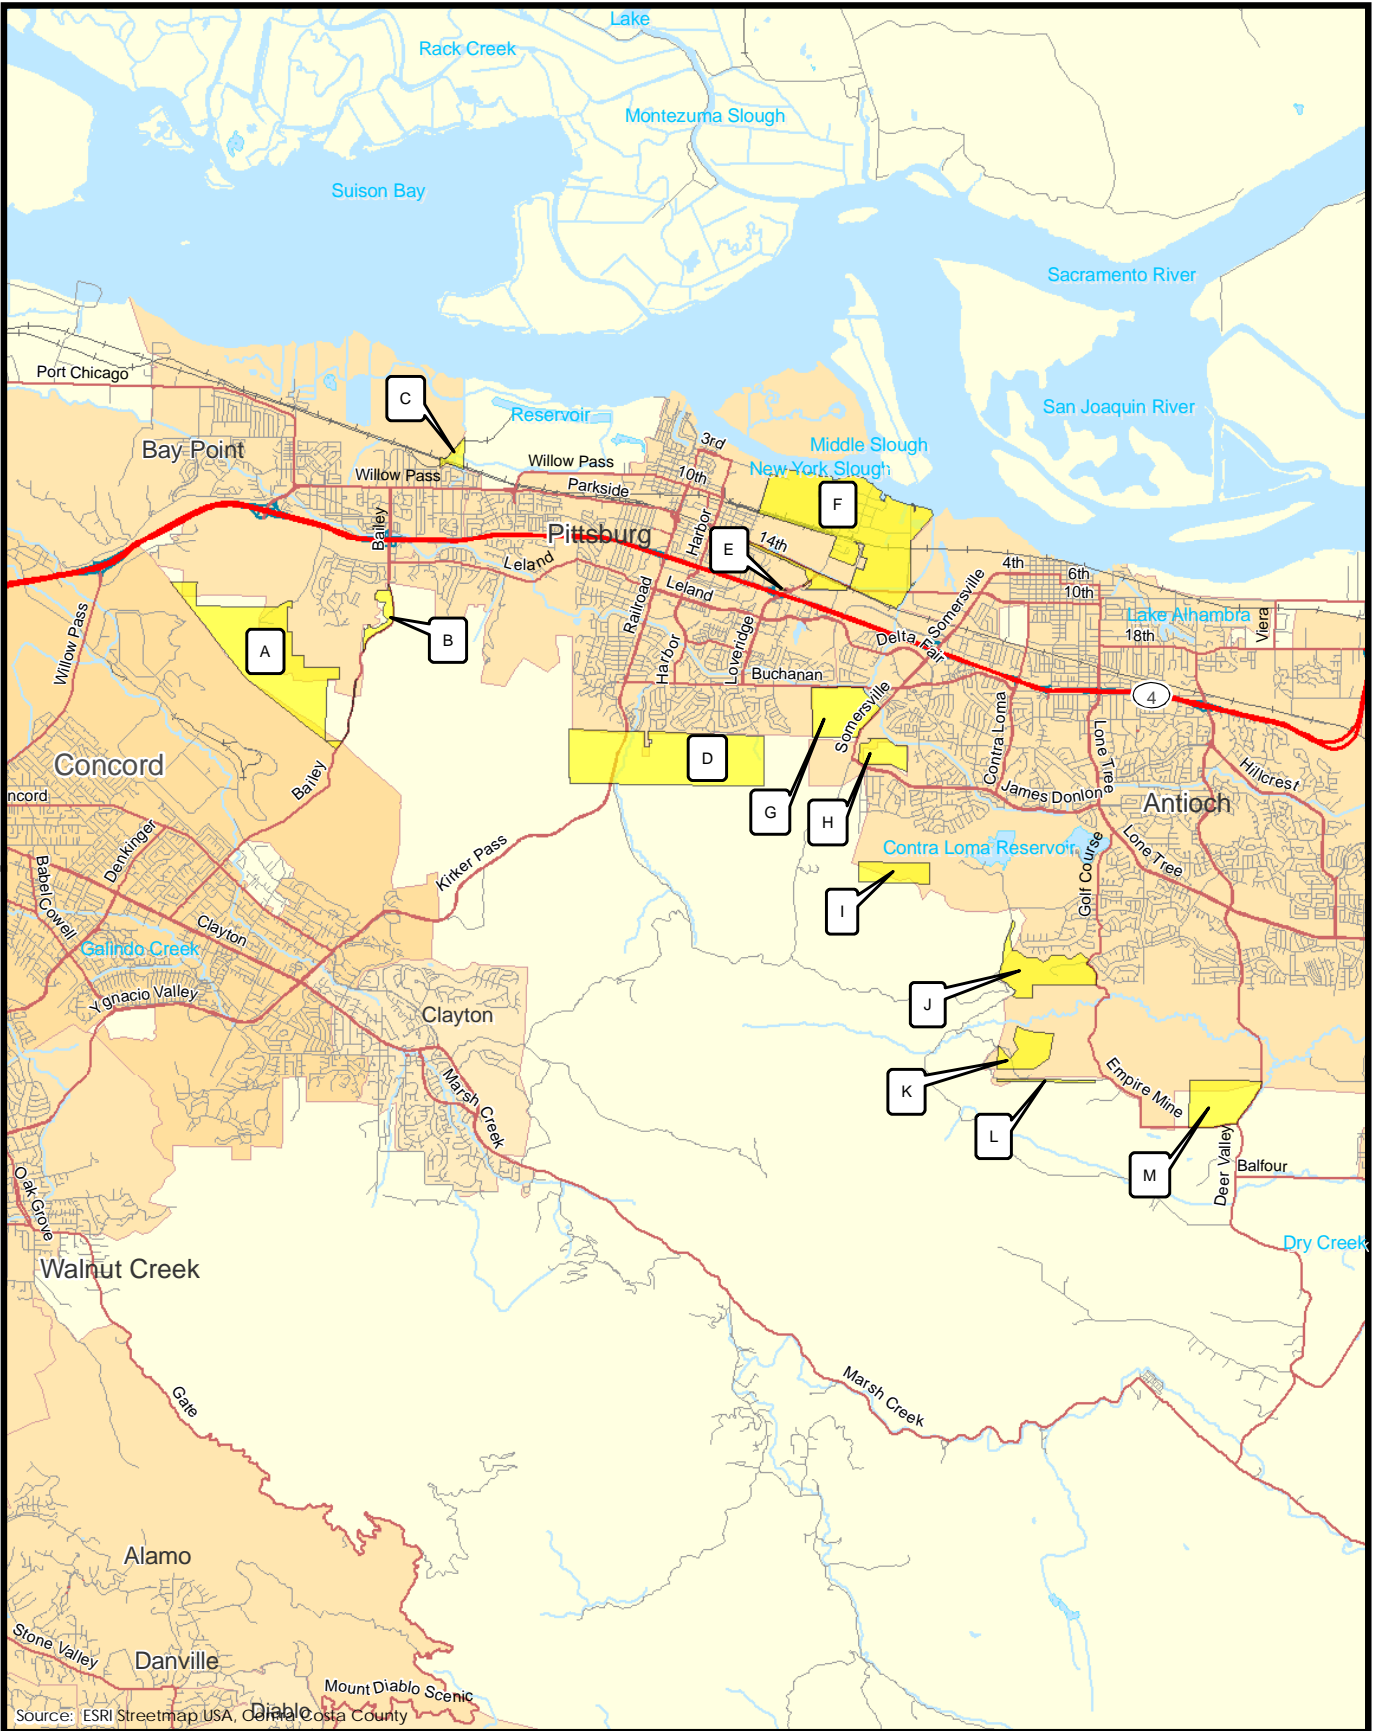 Lake
Rack Creek
Montezuma Slough
Suison Bay
Sacramento River
Port Chicago
C
Reservoir
San Joaquin River
Bay Point
3rd
Middle Slough
New York Slough
Willow Pass
Willow Pass
10th
Parkside
F
Bailey
Pittsburg
Harbor
14th
E
Leland
4th
6th
10th
Somersville
Leland
Railroad
Lake Alhambra
Viera
18th
Willow Pass
A
B
Harbor
Loveridge
Delta Fair
Buchanan
4
Somersville
Contra Loma
Lone Tree
D
Concord
Bailey
Hillcrest
ncord
G
H
James Donlon
Antioch
Denkinger
Contra Loma Reservoir
Lone Tree
Kirker Pass
Golf Course
Babel
Cowell
Clayton
I
Galindo Creek
Ygnacio Valley
J
Clayton
Marsh Creek
K
Empire Mine
L
M
Deer Valley
Balfour
Oak Grove
Dry Creek
Walnut Creek
Gate
Marsh Creek
Alamo
Stone Valley
Danville
Mount Diablo Scenic
Diablo
Source: ESRI Streetmap USA, Contra Costa County